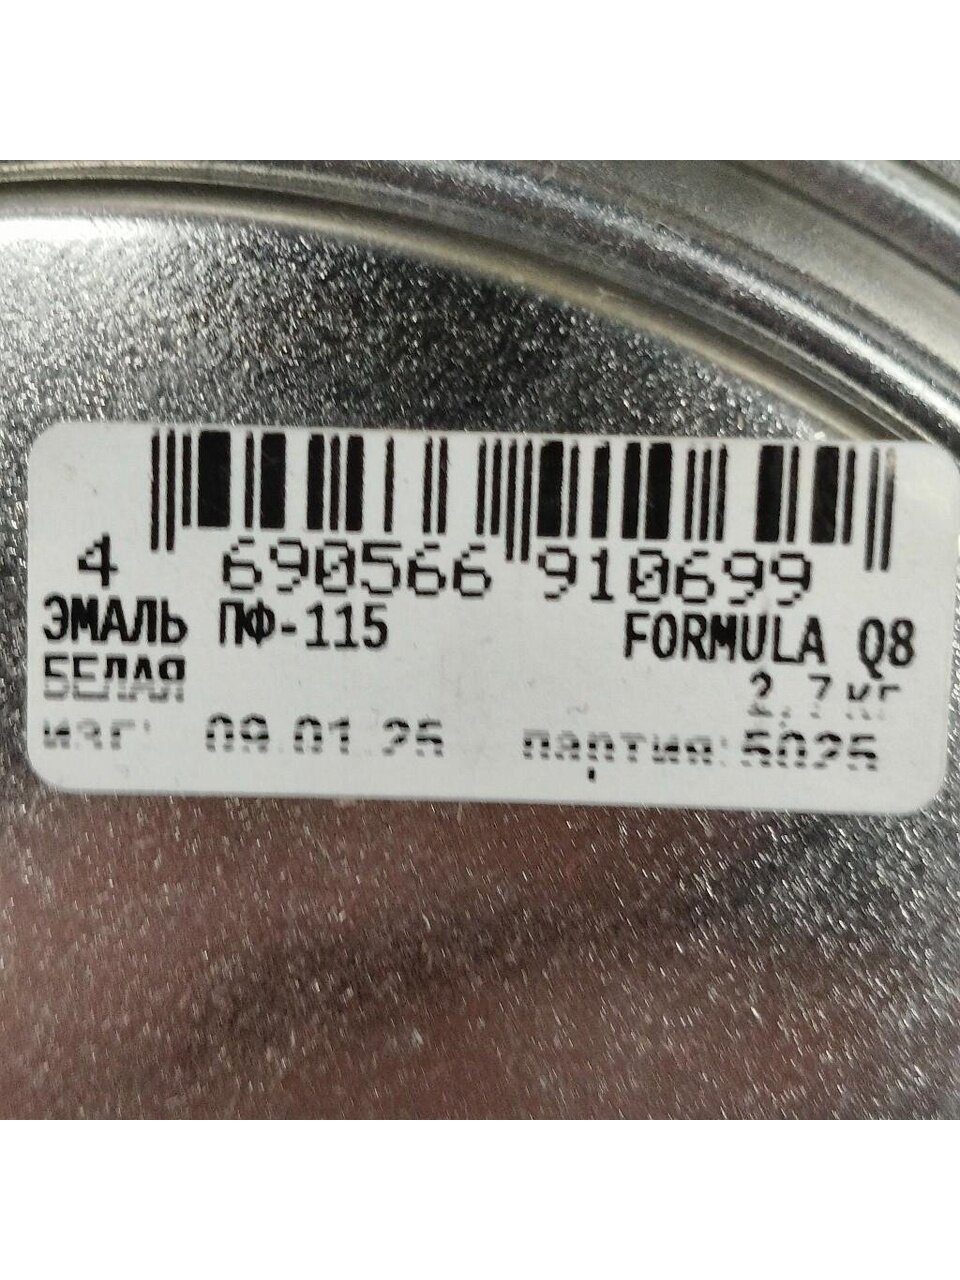 4 690566 910699
ЭМАЛЬ ПФ-115 FORMULA Q8
БЕЛАЯ 2,7кг
изг: 09.01.25 партия:5025